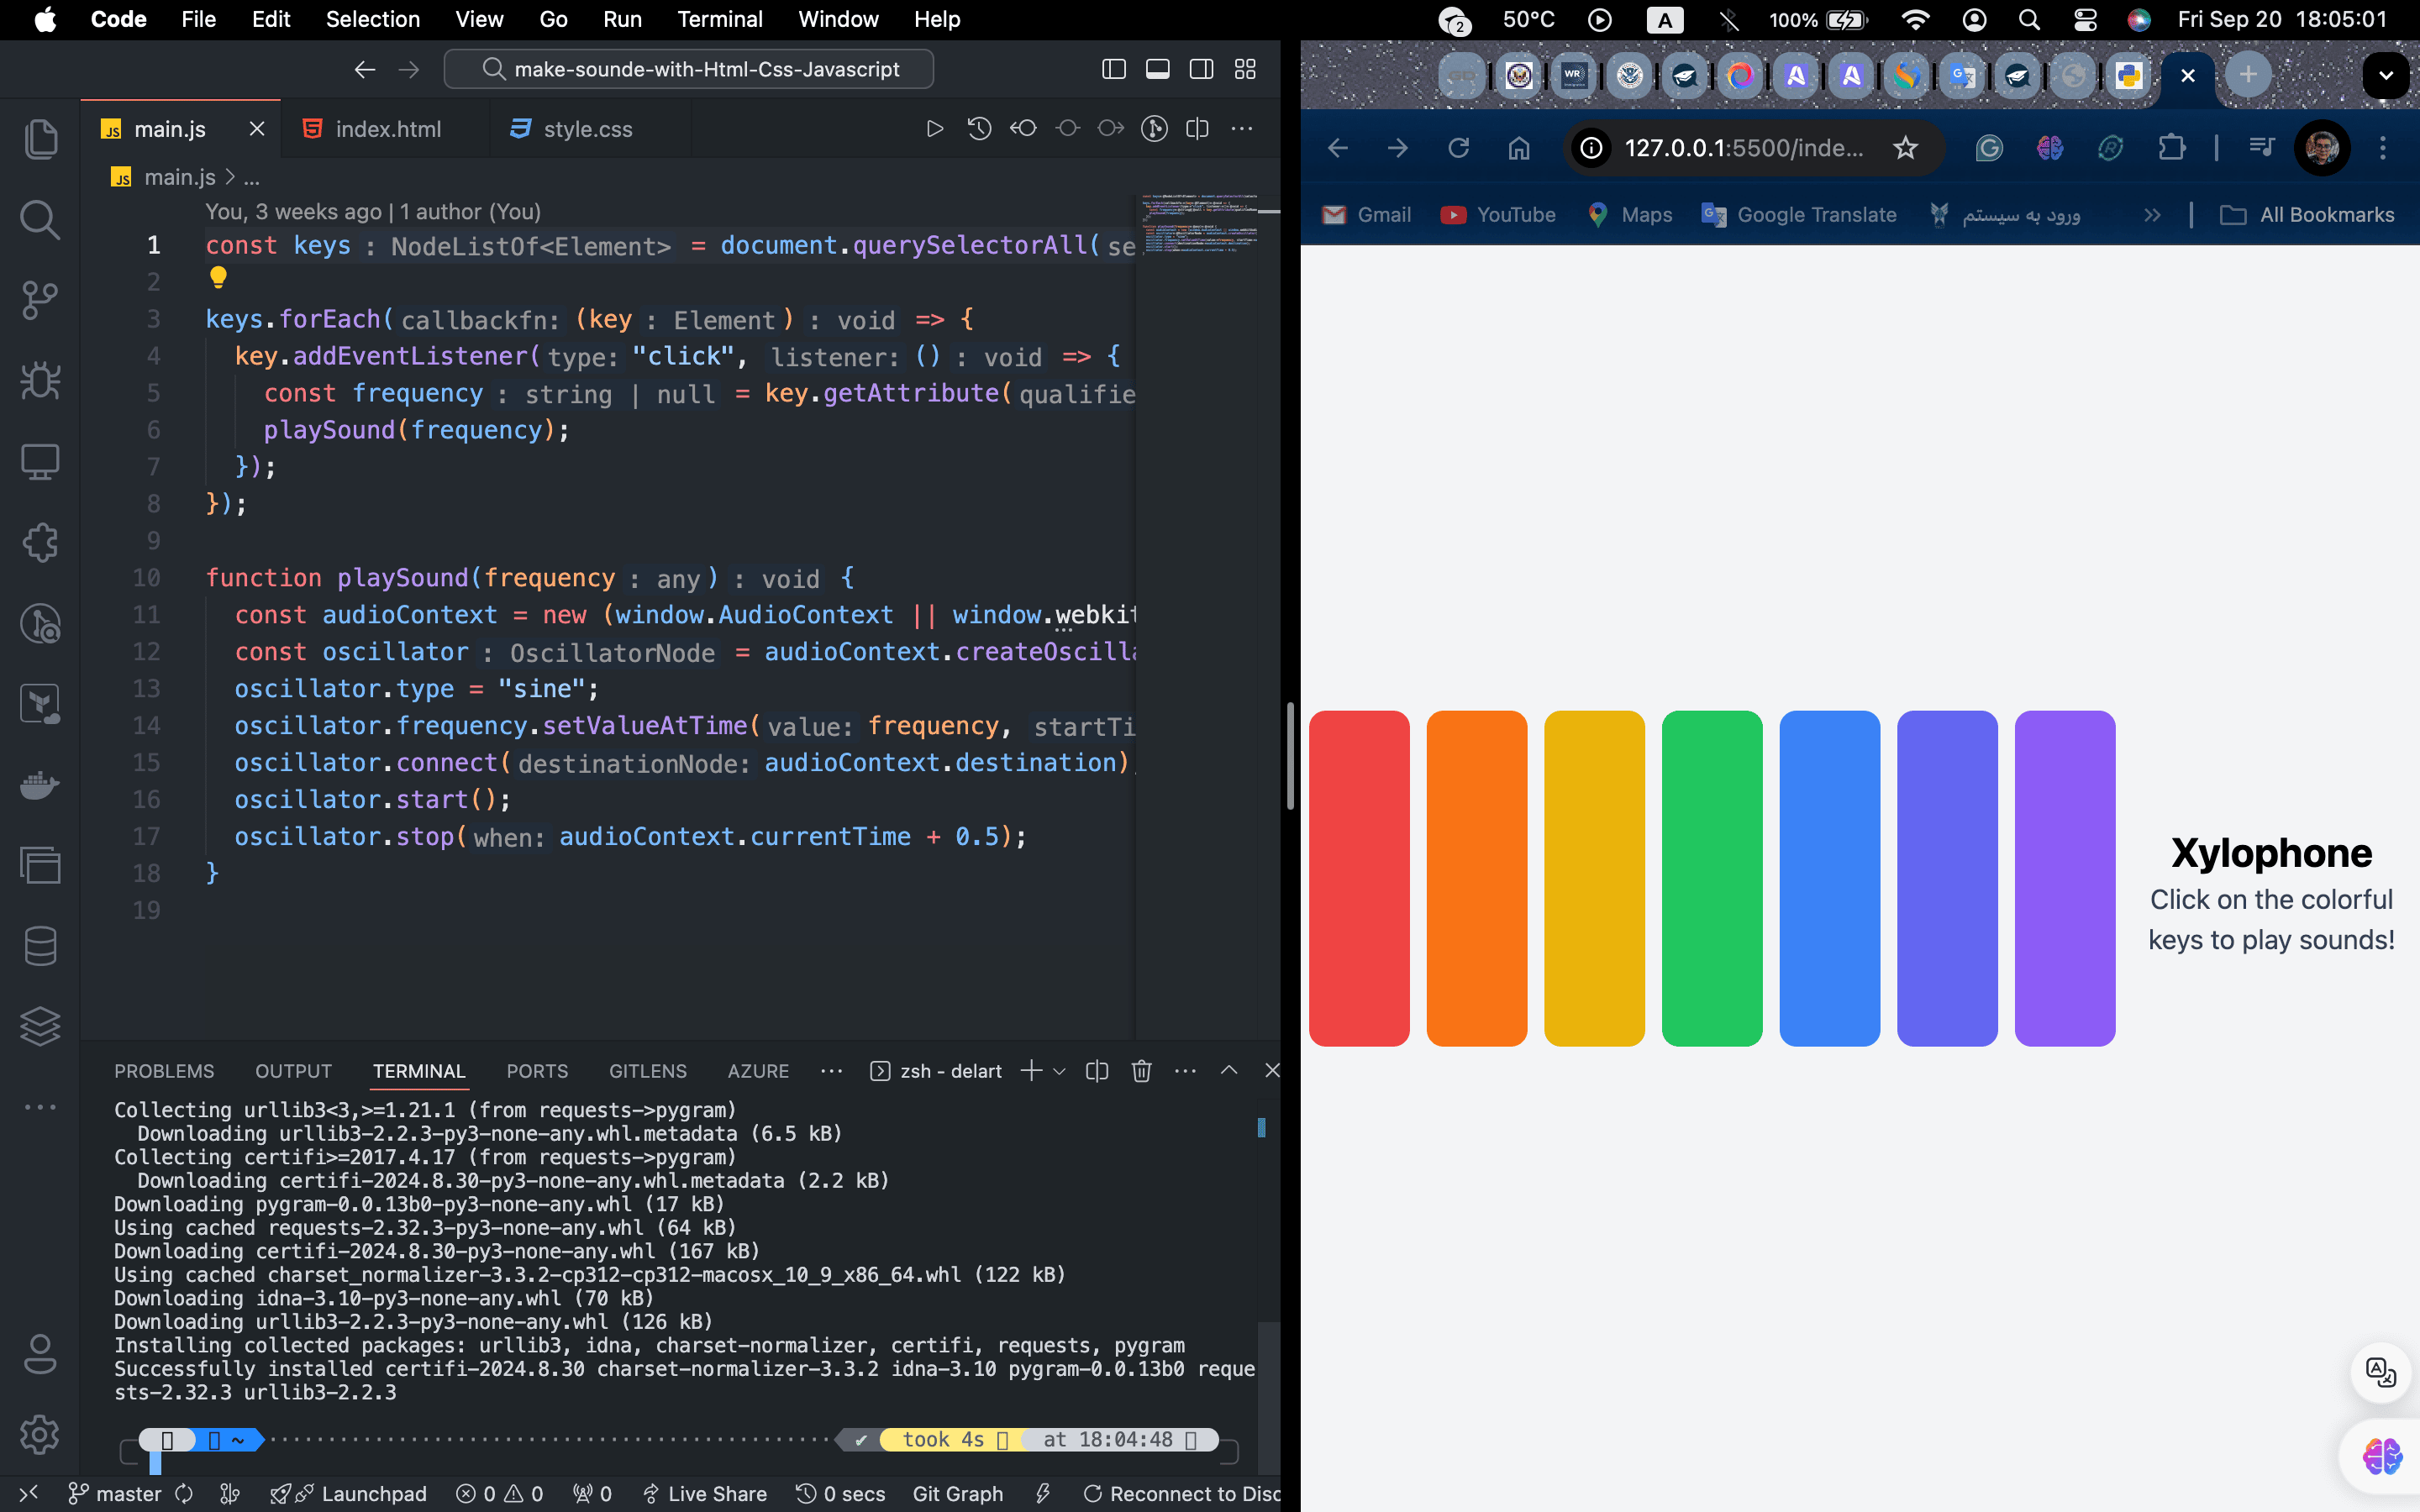 Code File Edit Selection View Go Run Terminal Window Help
2 50°C A 100% Fri Sep 20 18:05:01
make-sounde-with-Html-Css-Javascript
JS main.js index.html style.css
JS main.js > ...
You, 3 weeks ago | 1 author (You)
1 const keys : NodeListOf<Element> = document.querySelectorAll( se
2
3 keys.forEach( callbackfn: (key : Element ) : void => {
4 key.addEventListener( type: "click", listener: () : void => {
5 const frequency : string | null = key.getAttribute( qualifie
6 playSound(frequency);
7 });
8 });
9
10 function playSound(frequency : any ) : void {
11 const audioContext = new (window.AudioContext || window.webkit
12 const oscillator : OscillatorNode = audioContext.createOscilla
13 oscillator.type = "sine";
14 oscillator.frequency.setValueAtTime( value: frequency, startTi
15 oscillator.connect( destinationNode: audioContext.destination)
16 oscillator.start();
17 oscillator.stop( when: audioContext.currentTime + 0.5);
18 }
19
PROBLEMS OUTPUT TERMINAL PORTS GITLENS AZURE ... zsh - delart
Collecting urllib3<3,>=1.21.1 (from requests->pygram)
Downloading urllib3-2.2.3-py3-none-any.whl.metadata (6.5 kB)
Collecting certifi>=2017.4.17 (from requests->pygram)
Downloading certifi-2024.8.30-py3-none-any.whl.metadata (2.2 kB)
Downloading pygram-0.0.13b0-py3-none-any.whl (17 kB)
Using cached requests-2.32.3-py3-none-any.whl (64 kB)
Downloading certifi-2024.8.30-py3-none-any.whl (167 kB)
Using cached charset_normalizer-3.3.2-cp312-cp312-macosx_10_9_x86_64.whl (122 kB)
Downloading idna-3.10-py3-none-any.whl (70 kB)
Downloading urllib3-2.2.3-py3-none-any.whl (126 kB)
Installing collected packages: urllib3, idna, charset-normalizer, certifi, requests, pygram
Successfully installed certifi-2024.8.30 charset-normalizer-3.3.2 idna-3.10 pygram-0.0.13b0 reque
sts-2.32.3 urllib3-2.2.3
~ ✔ took 4s at 18:04:48
master Launchpad 0 0 0 Live Share 0 secs Git Graph Reconnect to Disc
WR
127.0.0.1:5500/inde...
Gmail YouTube Maps Google Translate ورود به سیستم >> All Bookmarks
Xylophone
Click on the colorful
keys to play sounds!